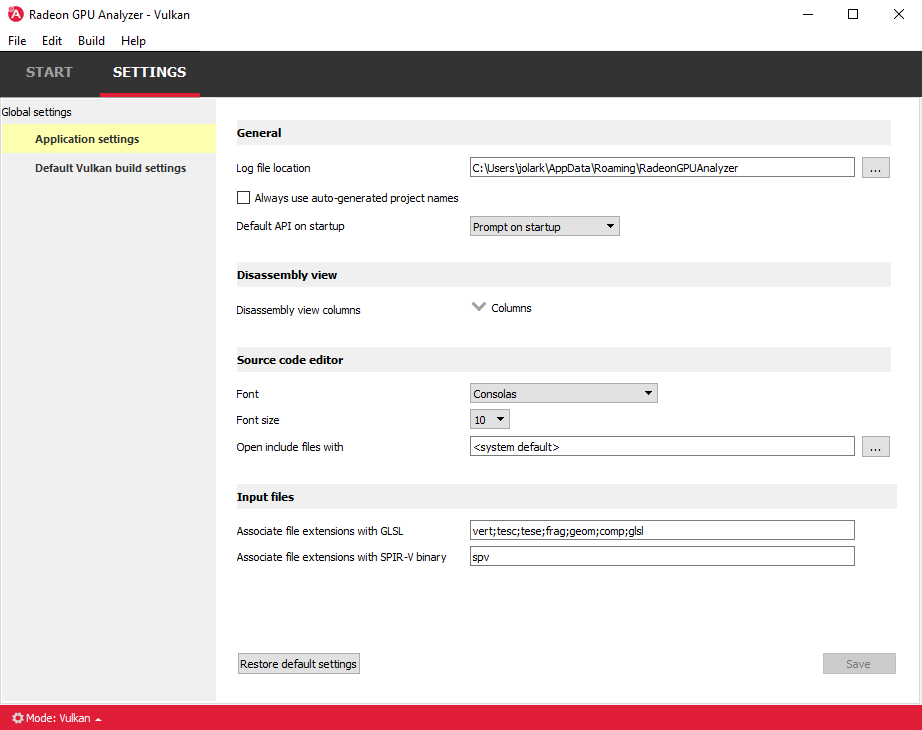 Radeon GPU Analyzer - Vulkan
File Edit Build Help
START SETTINGS
Global settings
Application settings
Default Vulkan build settings
General
Log file location C:\Users\jolark\AppData\Roaming\RadeonGPUAnalyzer ...
Always use auto-generated project names
Default API on startup Prompt on startup
Disassembly view
Disassembly view columns Columns
Source code editor
Font Consolas
Font size 10
Open include files with <system default> ...
Input files
Associate file extensions with GLSL vert;tesc;tese;frag;geom;comp;glsl
Associate file extensions with SPIR-V binary spv
Restore default settings Save
Mode: Vulkan